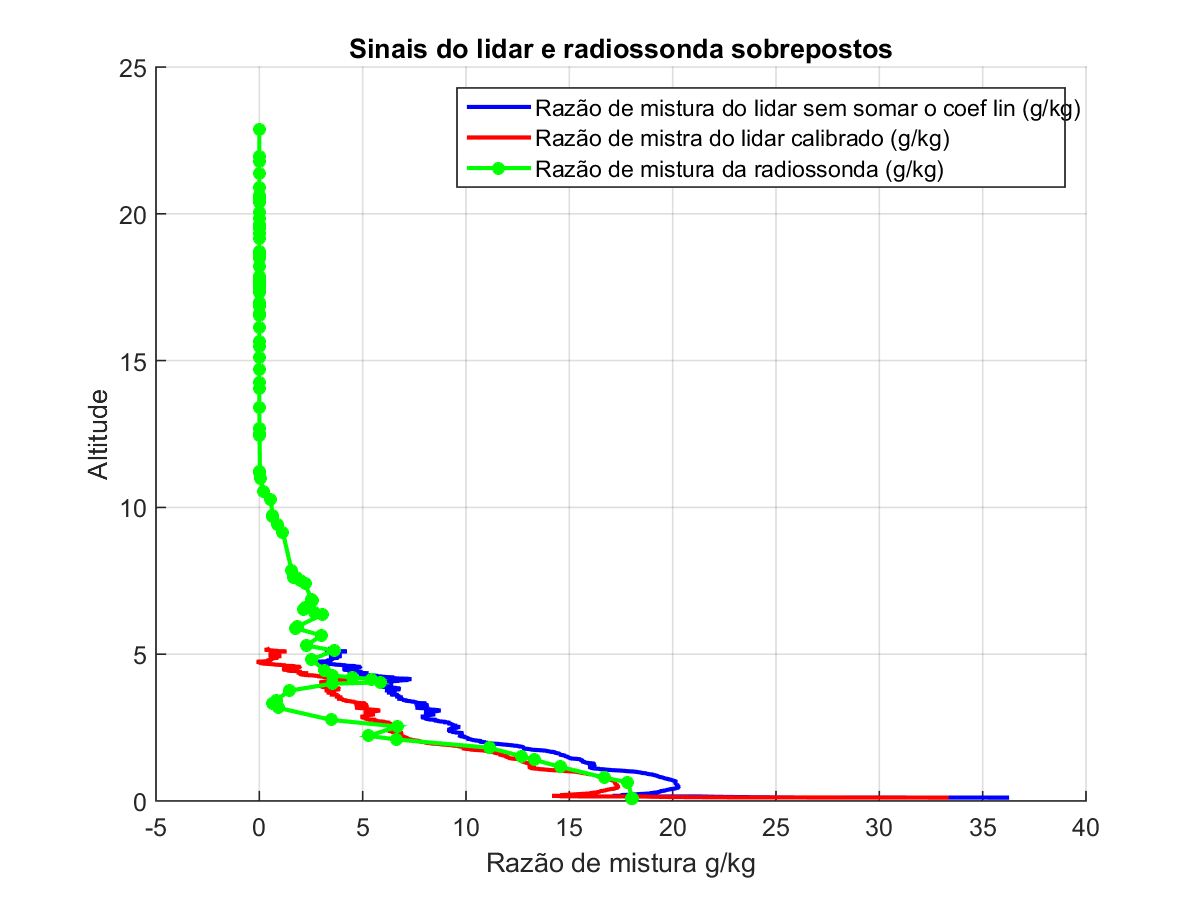 Sinais do lidar e radiossonda sobrepostos
25
20
15
10
5
0
Altitude
Razão de mistura do lidar sem somar o coef lin (g/kg)
Razão de mistra do lidar calibrado (g/kg)
Razão de mistura da radiossonda (g/kg)
-5 0 5 10 15 20 25 30 35 40
Razão de mistura g/kg